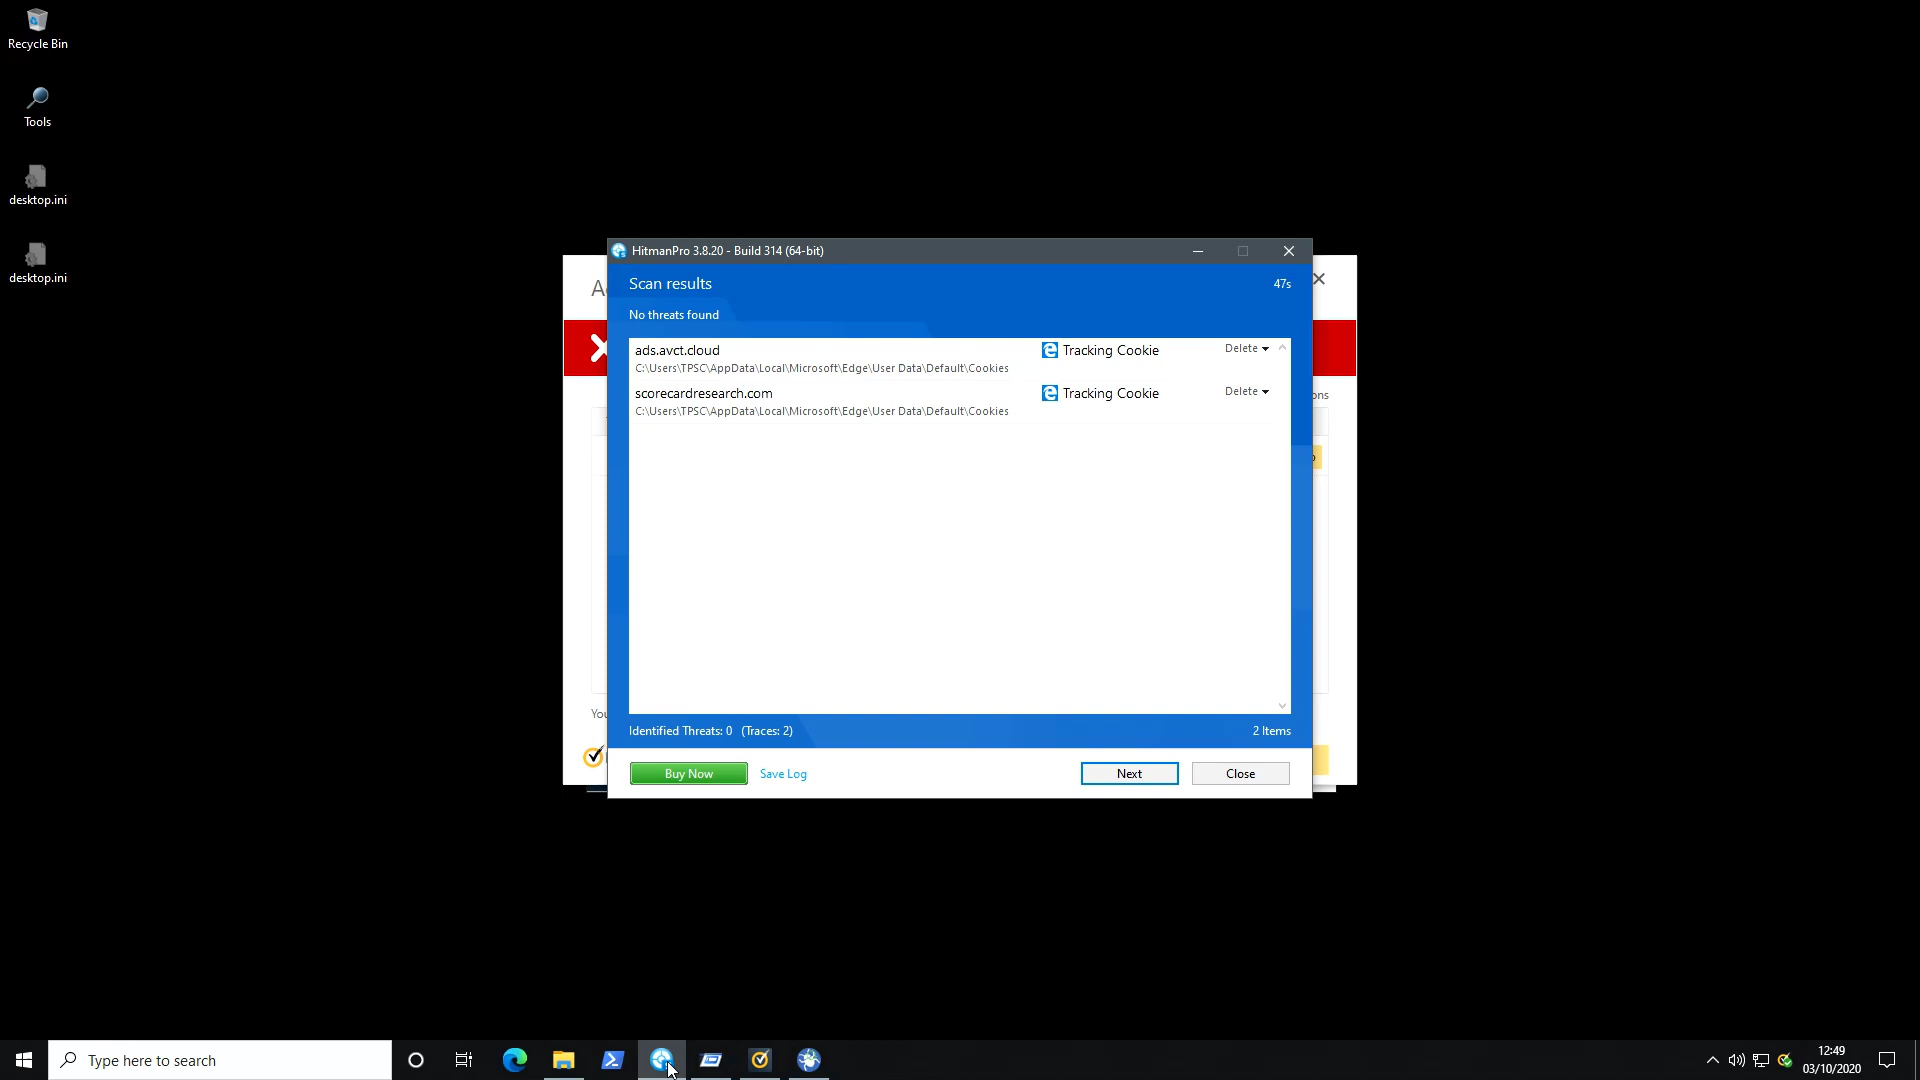 Recycle Bin
Tools
desktop.ini
desktop.ini
HitmanPro 3.8.20 - Build 314 (64-bit)
Scan results
47s
No threats found
ads.avct.cloud
Tracking Cookie
Delete
C:\Users\TPSC\AppData\Local\Microsoft\Edge\User Data\Default\Cookies
scorecardresearch.com
Tracking Cookie
Delete
C:\Users\TPSC\AppData\Local\Microsoft\Edge\User Data\Default\Cookies
ons
You
Identified Threats: 0 (Traces: 2)
2 Items
Buy Now
Save Log
Next
Close
Type here to search
12:49
03/10/2020